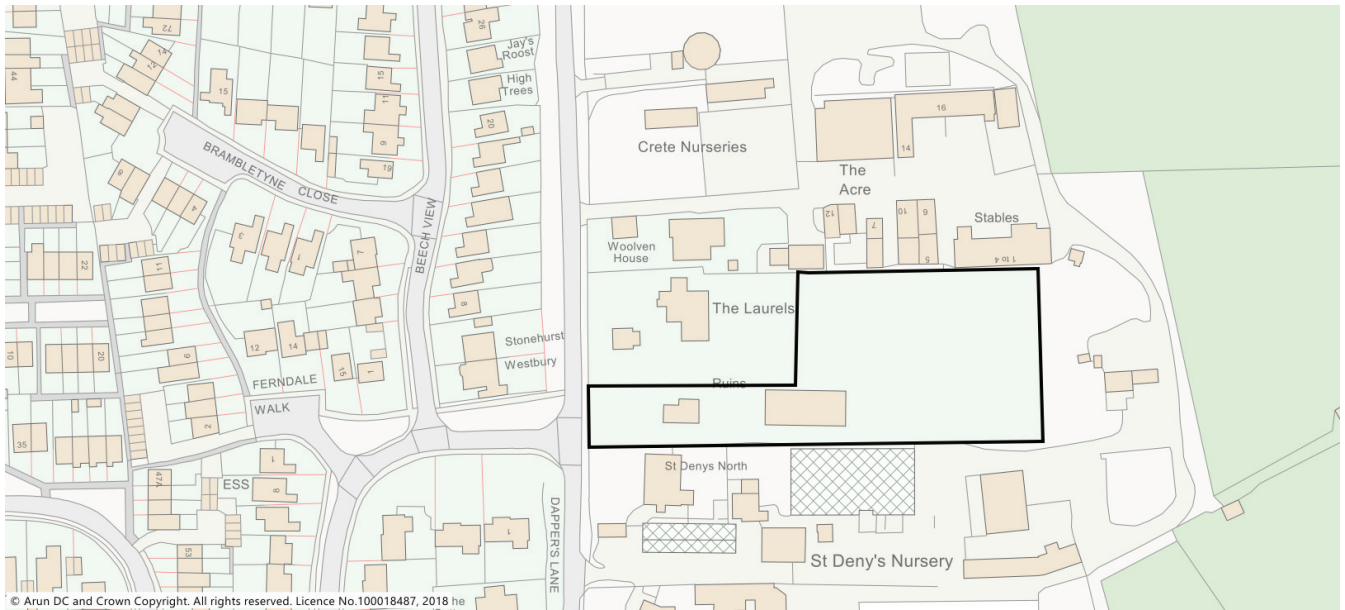 72
14
12
44
15
26
Jay's
Roost
High
Trees
15
11
9
19
20
BRAMBLETYNE CLOSE
BEECH VIEW
8
4
3
1
7
22
11
10
20
9
12
14
15
1
8
Stonehurst
Westbury
FERNDALE
WALK
2
35
47A
1
8
ESS
53
1
DAPPER'S LANE
Crete Nurseries
16
14
The
Acre
Woolven
House
12
7
10
6
5
Stables
1 to 4
The Laurels
Ruins
St Denys North
St Deny's Nursery
© Arun DC and Crown Copyright. All rights reserved. Licence No.100018487, 2018 he